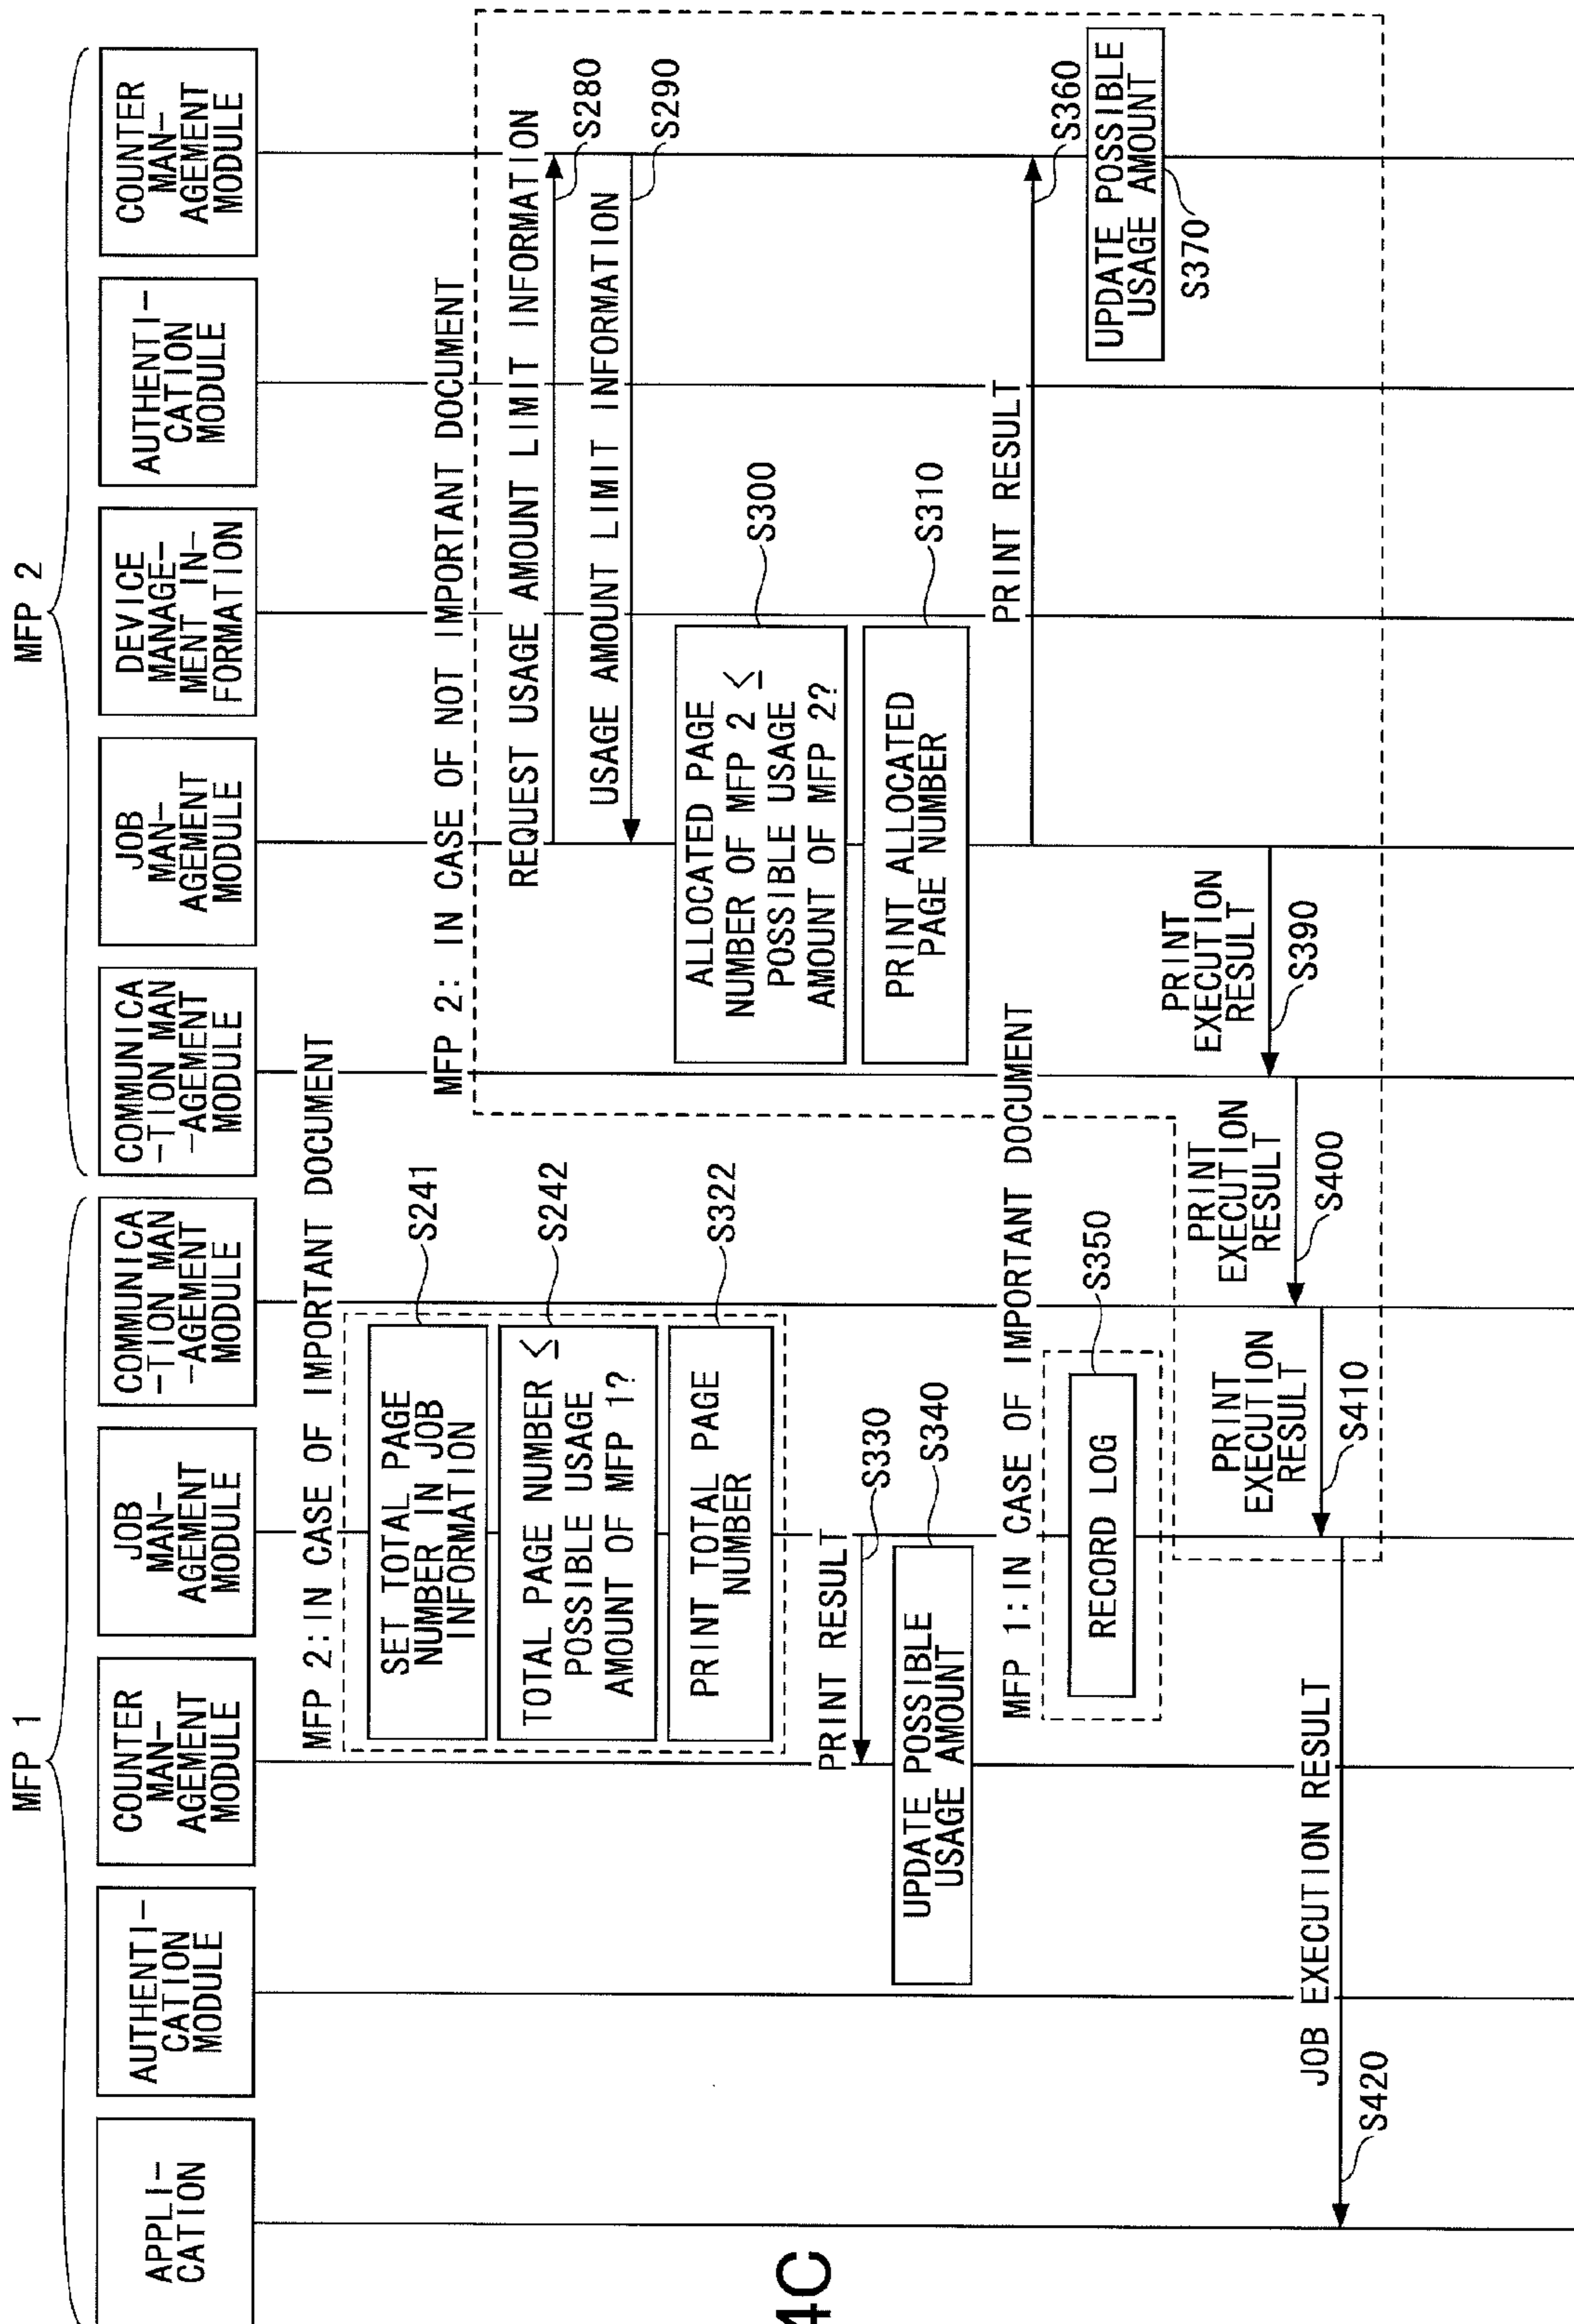 MFP 1
MFP 2
APPLI-
CATION
AUTHENTI-
CATION
MODULE
COUNTER
MAN-
AGEMENT
MODULE
JOB
MAN-
AGEMENT
MODULE
COMMUNICA
-TION MAN
-AGEMENT
MODULE
COMMUNICA
-TION MAN
-AGEMENT
MODULE
JOB
MAN-
AGEMENT
MODULE
DEVICE
MANAGE-
MENT IN-
FORMATION
AUTHENTI-
CATION
MODULE
COUNTER
MAN-
AGEMENT
MODULE
MFP 2:IN CASE OF IMPORTANT DOCUMENT
SET TOTAL PAGE
NUMBER IN JOB
INFORMATION
S241
TOTAL PAGE NUMBER ≤
POSSIBLE USAGE
AMOUNT OF MFP 1?
S242
PRINT TOTAL PAGE
NUMBER
S322
MFP 2: IN CASE OF NOT IMPORTANT DOCUMENT
REQUEST USAGE AMOUNT LIMIT INFORMATION
S280
USAGE AMOUNT LIMIT INFORMATION
S290
ALLOCATED PAGE
NUMBER OF MFP 2 ≤
POSSIBLE USAGE
AMOUNT OF MFP 2?
S300
PRINT ALLOCATED
PAGE NUMBER
S310
PRINT RESULT
S330
UPDATE POSSIBLE
USAGE AMOUNT
S340
MFP 1:IN CASE OF IMPORTANT DOCUMENT
RECORD LOG
S350
PRINT RESULT
S360
UPDATE POSSIBLE
USAGE AMOUNT
S370
PRINT
EXECUTION
RESULT
S390
PRINT
EXECUTION
RESULT
S400
PRINT
EXECUTION
RESULT
S410
JOB EXECUTION RESULT
S420
4C